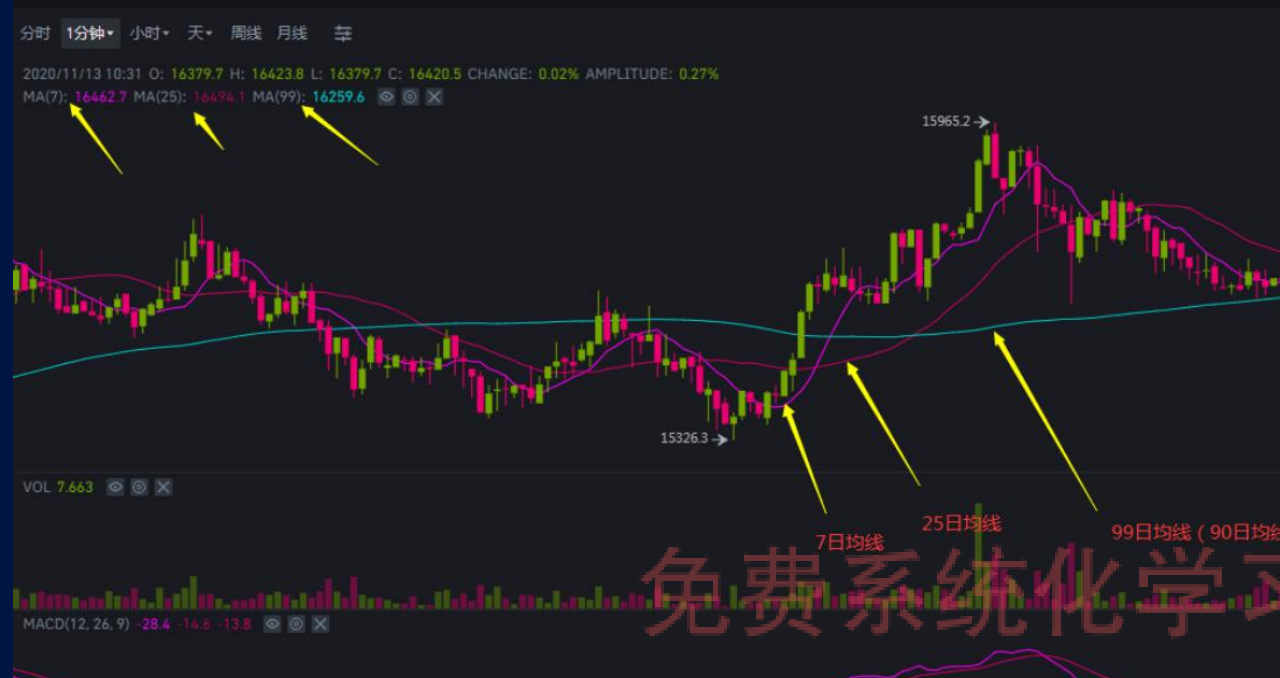 分时 1分钟 小时 天 周线 月线
2020/11/13 10:31 O: 16379.7 H: 16423.8 L: 16379.7 C: 16420.5 CHANGE: 0.02% AMPLITUDE: 0.27%
MA(7): 16462.7 MA(25): 16494.1 MA(99): 16259.6
15965.2
15326.3
VOL 7.663
25日均线
99日均线（90日均线
7日均线
免费系统化学习
MACD(12, 26, 9) -28.4 -14.6 -13.8